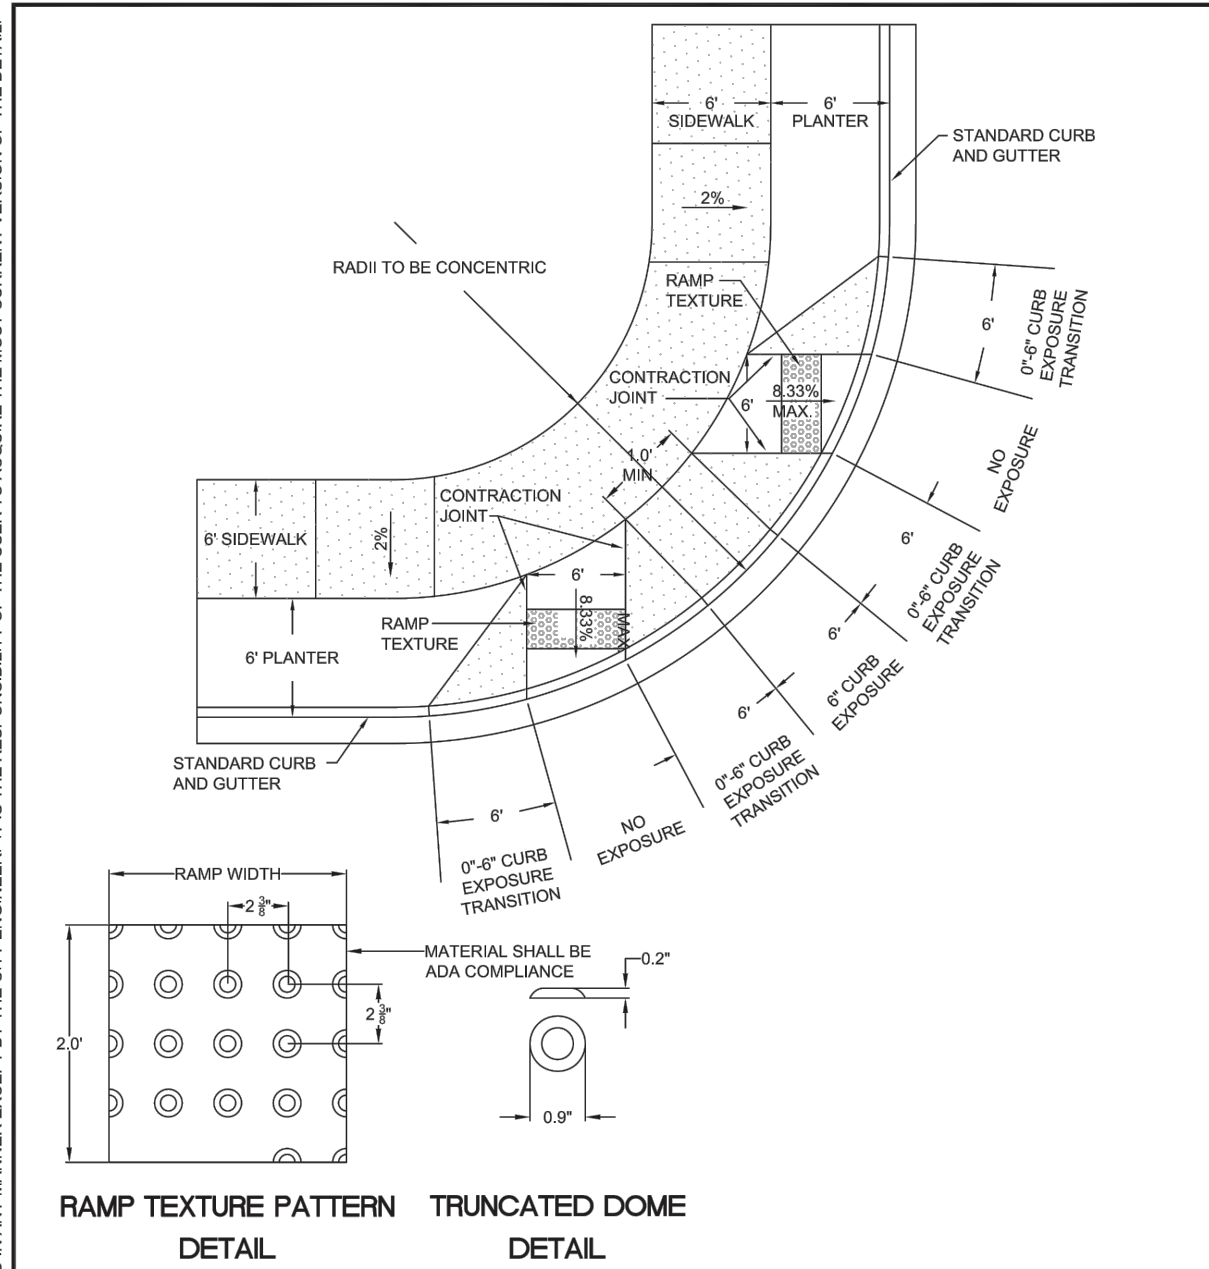 6'
SIDEWALK
6'
PLANTER
STANDARD CURB
AND GUTTER
2%
RADII TO BE CONCENTRIC
RAMP
TEXTURE
6'
0"-6" CURB
EXPOSURE
TRANSITION
CONTRACTION
JOINT
6'
8.33%
MAX.
1.0'
MIN
NO
EXPOSURE
6'
0"-6" CURB
EXPOSURE
TRANSITION
6' SIDEWALK
2%
CONTRACTION
JOINT
6'
8.33%
MAX.
RAMP
TEXTURE
6' PLANTER
6'
6" CURB
EXPOSURE
6'
0"-6" CURB
EXPOSURE
TRANSITION
STANDARD CURB
AND GUTTER
6'
NO
EXPOSURE
0"-6" CURB
EXPOSURE
TRANSITION
RAMP WIDTH
2 3/8"
MATERIAL SHALL BE
ADA COMPLIANCE
2 3/8"
2.0'
0.2"
0.9"
RAMP TEXTURE PATTERN
DETAIL
TRUNCATED DOME
DETAIL